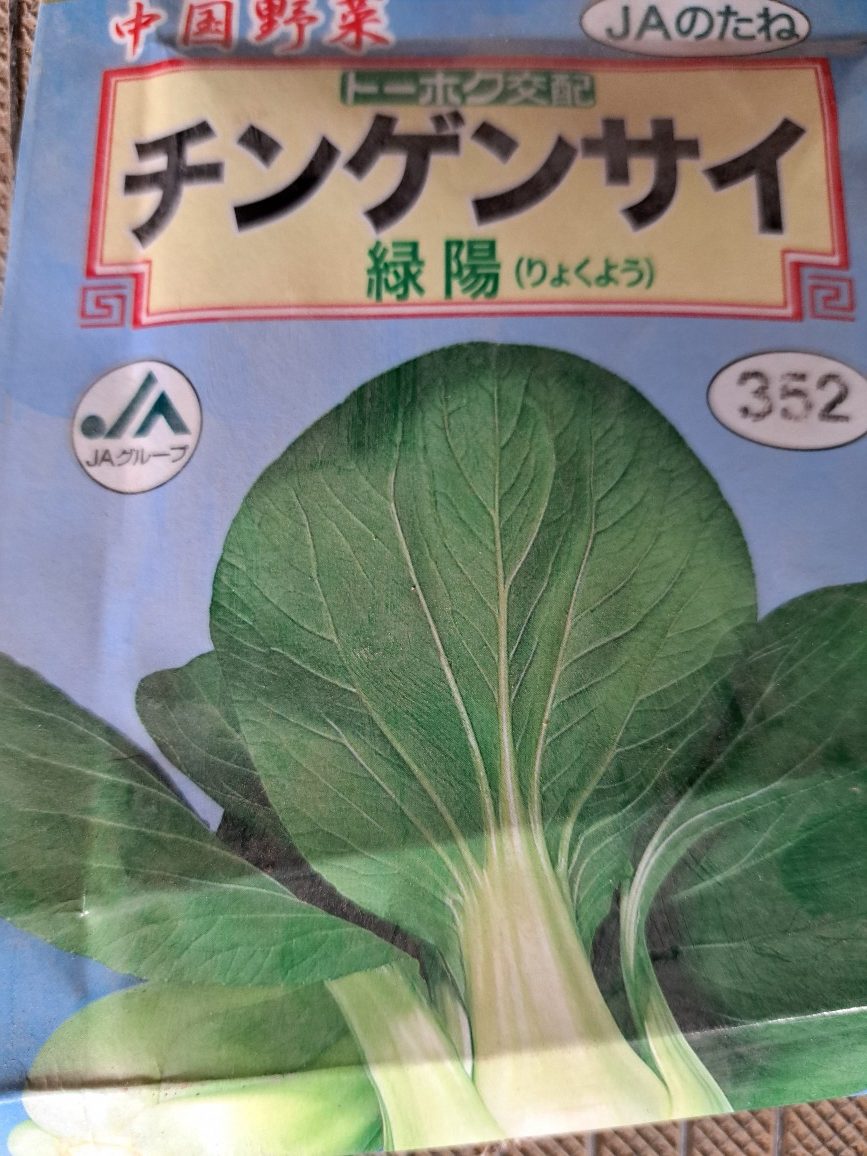 中国野菜
JAのたね
トーホク交配
チンゲンサイ
緑陽(りょくよう)
JAグループ
352